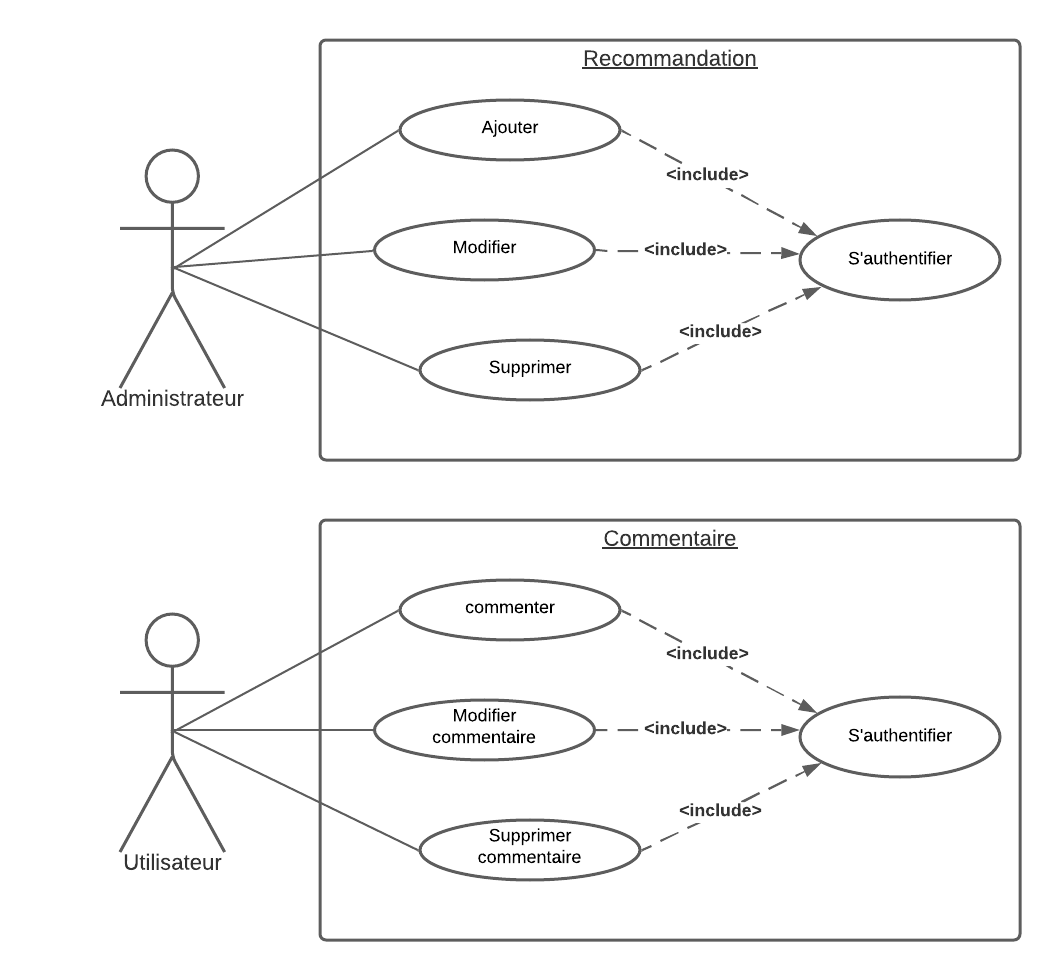 Recommandation
Ajouter
<include>
Modifier
<include>
S'authentifier
<include>
Supprimer
Administrateur
Commentaire
commenter
<include>
Modifier
commentaire
<include>
S'authentifier
<include>
Supprimer
commentaire
Utilisateur